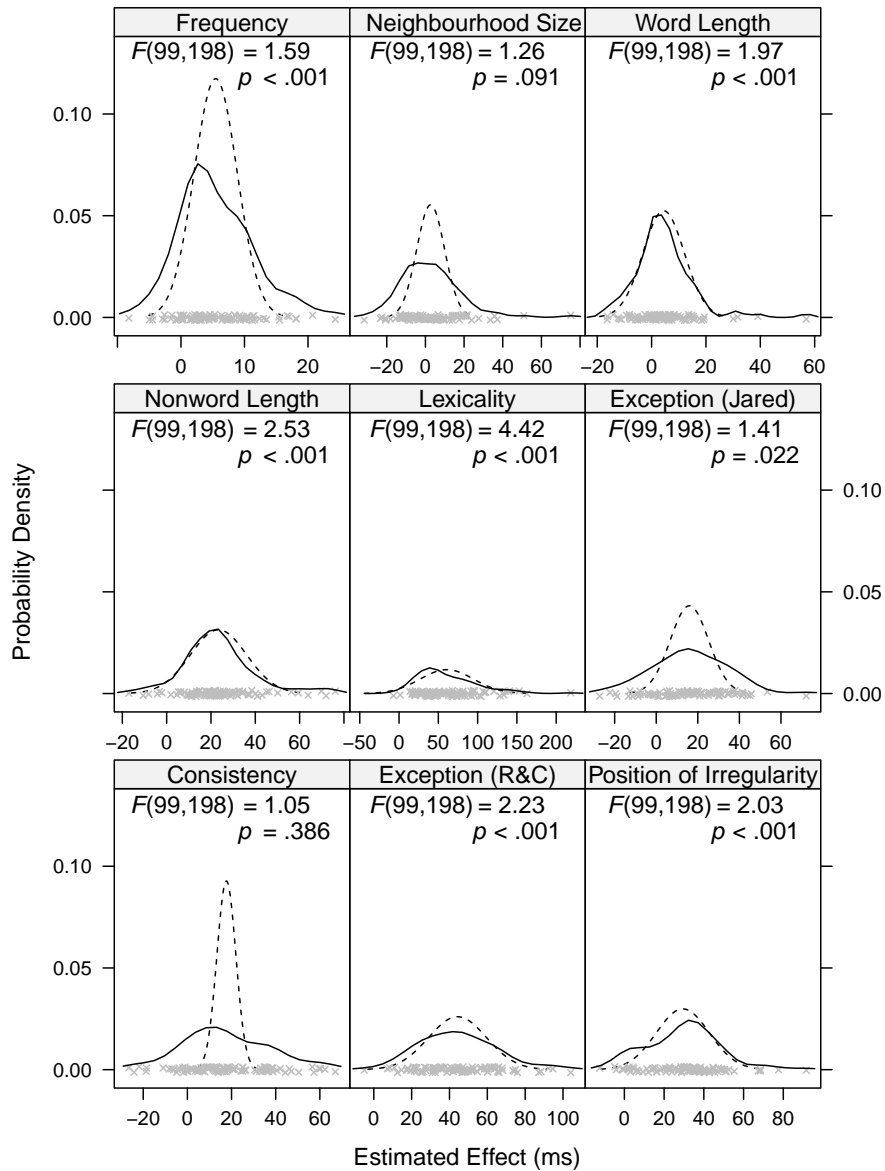 Frequency
Neighbourhood Size
Word Length
F(99,198) = 1.59
p < .001
F(99,198) = 1.26
p = .091
F(99,198) = 1.97
p < .001
0.10
0.05
0.00
0 10 20
−20 0 20 40 60 80
−20 0 20 40 60
Nonword Length
Lexicality
Exception (Jared)
F(99,198) = 2.53
p < .001
F(99,198) = 4.42
p < .001
F(99,198) = 1.41
p = .022
0.10
0.05
0.00
−20 0 20 40 60 80
−50 0 50 100 150 200
−20 0 20 40 60
Consistency
Exception (R&C)
Position of Irregularity
F(99,198) = 1.05
p = .386
F(99,198) = 2.23
p < .001
F(99,198) = 2.03
p < .001
0.10
0.05
0.00
−20 0 20 40 60
0 20 40 60 80 100
0 20 40 60 80
Probability Density
Estimated Effect (ms)